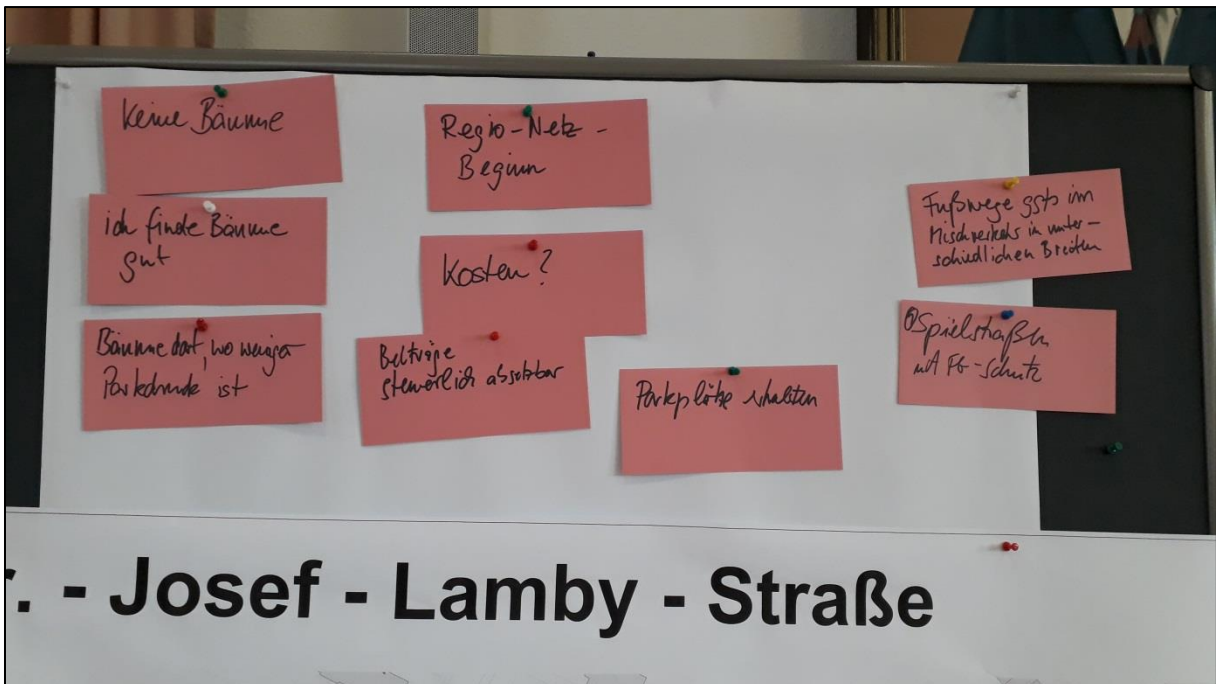 Keine Bäume
ich finde Bäume
gut
Bäume dort, wo weniger
Parkdruck ist
Regio-Netz-
Beginn
Kosten?
Beiträge
steuerlich absetzbar
Parkplätze erhalten
Fußwege ggü im
Mischverkehr in unter-
schiedlichen Breiten
Spielstraßen
mit FG-Schutz
. - Josef - Lamby - Straße